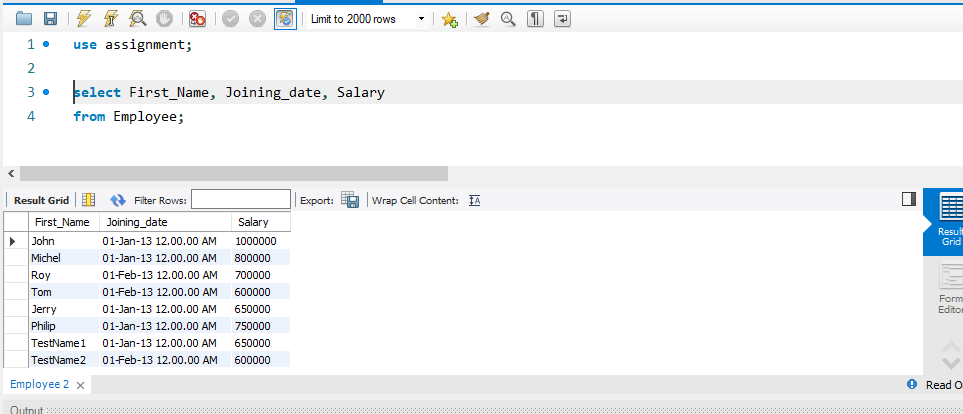 Limit to 2000 rows
1 use assignment;
2
3 select First_Name, Joining_date, Salary
4 from Employee;
Result Grid Filter Rows: Export: Wrap Cell Content:
First_Name Joining_date Salary
John 01-Jan-13 12.00.00 AM 1000000
Michel 01-Jan-13 12.00.00 AM 800000
Roy 01-Feb-13 12.00.00 AM 700000
Tom 01-Feb-13 12.00.00 AM 600000
Jerry 01-Jan-13 12.00.00 AM 650000
Philip 01-Jan-13 12.00.00 AM 750000
TestName1 01-Jan-13 12.00.00 AM 650000
TestName2 01-Feb-13 12.00.00 AM 600000
Result
Grid
Form
Editor
Employee 2
Read O
Output